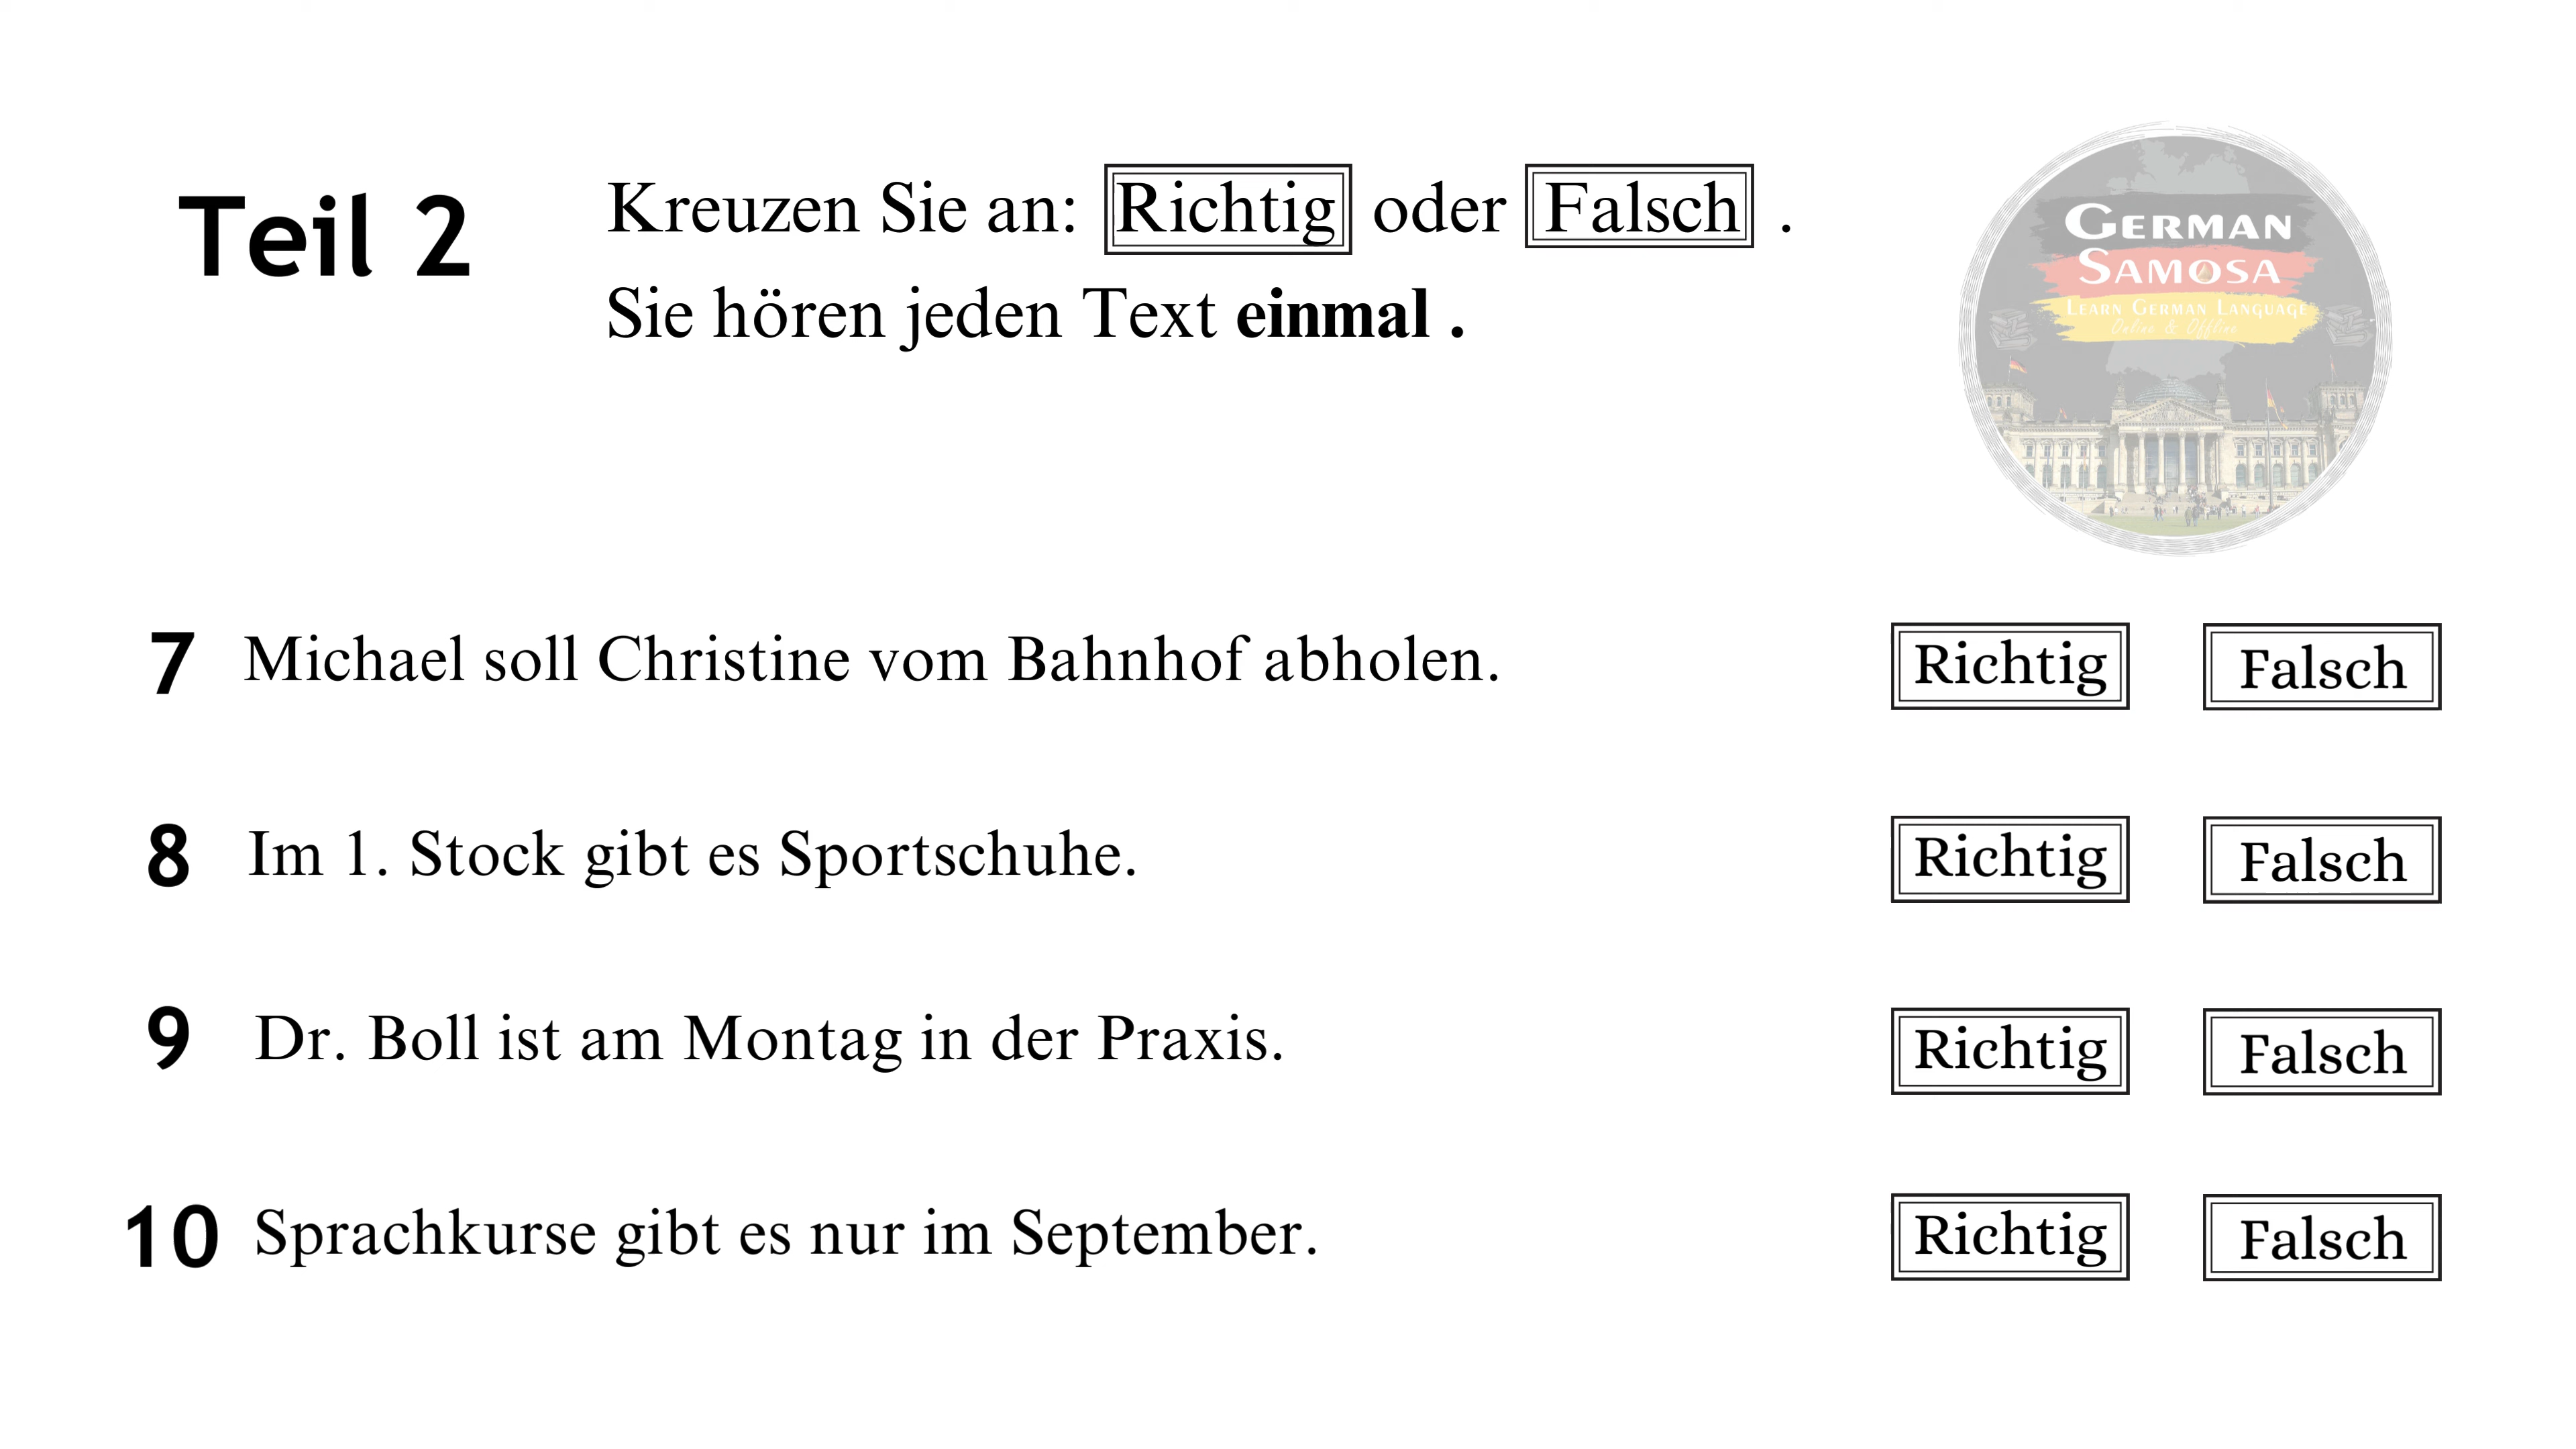 Teil 2
Kreuzen Sie an: Richtig oder Falsch .
Sie hören jeden Text einmal .
GERMAN
SAMOSA
LEARN GERMAN LANGUAGE
Online & Offline
7 Michael soll Christine vom Bahnhof abholen. Richtig Falsch
8 Im 1. Stock gibt es Sportschuhe. Richtig Falsch
9 Dr. Boll ist am Montag in der Praxis. Richtig Falsch
10 Sprachkurse gibt es nur im September. Richtig Falsch